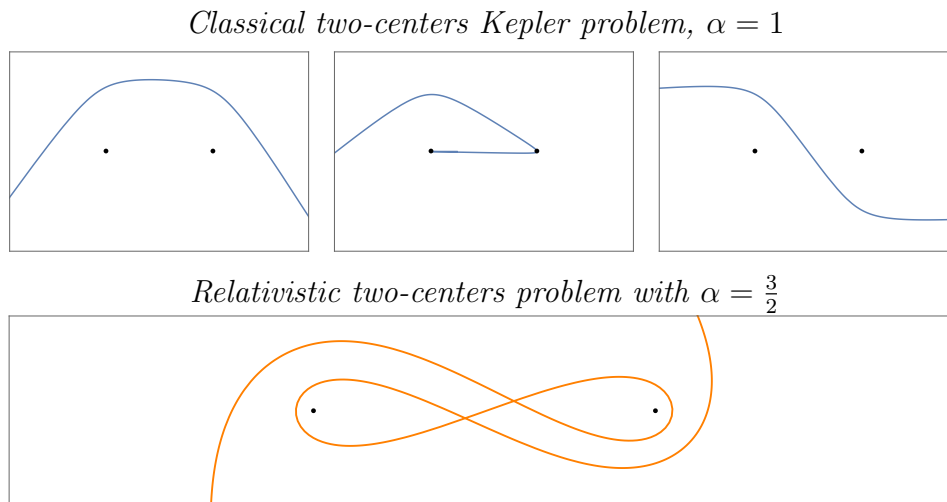 Classical two-centers Kepler problem, α = 1
Relativistic two-centers problem with α = 3/2